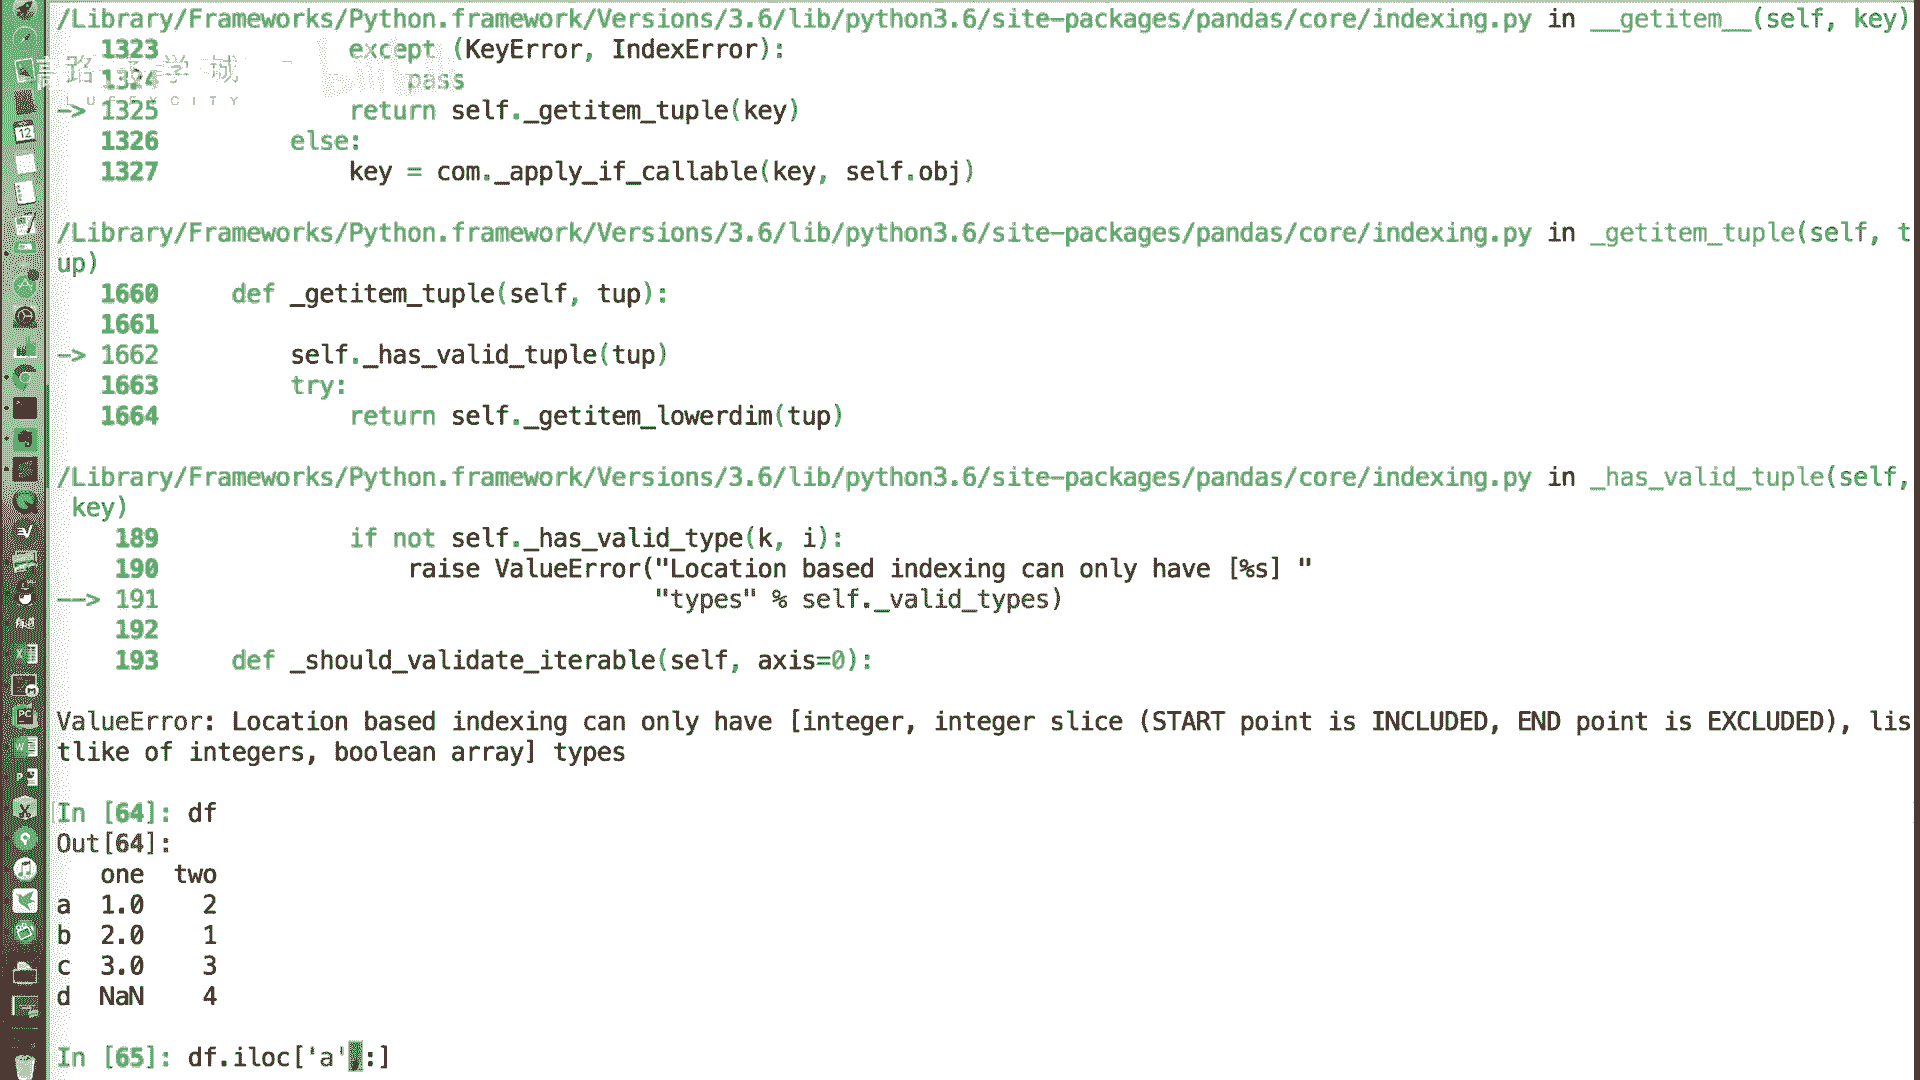 /Library/Frameworks/Python.framework/Versions/3.6/lib/python3.6/site-packages/pandas/core/indexing.py in __getitem__(self, key)
   1323             except (KeyError, IndexError):
   1324                 pass
-> 1325             return self._getitem_tuple(key)
   1326         else:
   1327             key = com._apply_if_callable(key, self.obj)
LUFFYCITY
/Library/Frameworks/Python.framework/Versions/3.6/lib/python3.6/site-packages/pandas/core/indexing.py in _getitem_tuple(self, t
up)
   1660     def _getitem_tuple(self, tup):
   1661
-> 1662         self._has_valid_tuple(tup)
   1663         try:
   1664             return self._getitem_lowerdim(tup)
/Library/Frameworks/Python.framework/Versions/3.6/lib/python3.6/site-packages/pandas/core/indexing.py in _has_valid_tuple(self,
 key)
    189             if not self._has_valid_type(k, i):
    190                 raise ValueError("Location based indexing can only have [%s] "
--> 191                                  "types" % self._valid_types)
    192
    193     def _should_validate_iterable(self, axis=0):
ValueError: Location based indexing can only have [integer, integer slice (START point is INCLUDED, END point is EXCLUDED), lis
tlike of integers, boolean array] types
In [64]: df
Out[64]:
   one  two
a  1.0    2
b  2.0    1
c  3.0    3
d  NaN    4
In [65]: df.iloc['a',:]